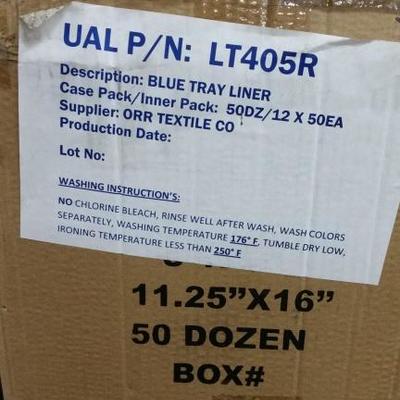 UAL P/N: LT405R
Description: BLUE TRAY LINER
Case Pack/Inner Pack: 50DZ/12 X 50EA
Supplier: ORR TEXTILE CO
Production Date:
Lot No:
WASHING INSTRUCTION'S:
NO CHLORINE BLEACH, RINSE WELL AFTER WASH, WASH COLORS
SEPARATELY, WASHING TEMPERATURE 176° F, TUMBLE DRY LOW,
IRONING TEMPERATURE LESS THAN 250° F
11.25”X16”
50 DOZEN
BOX#